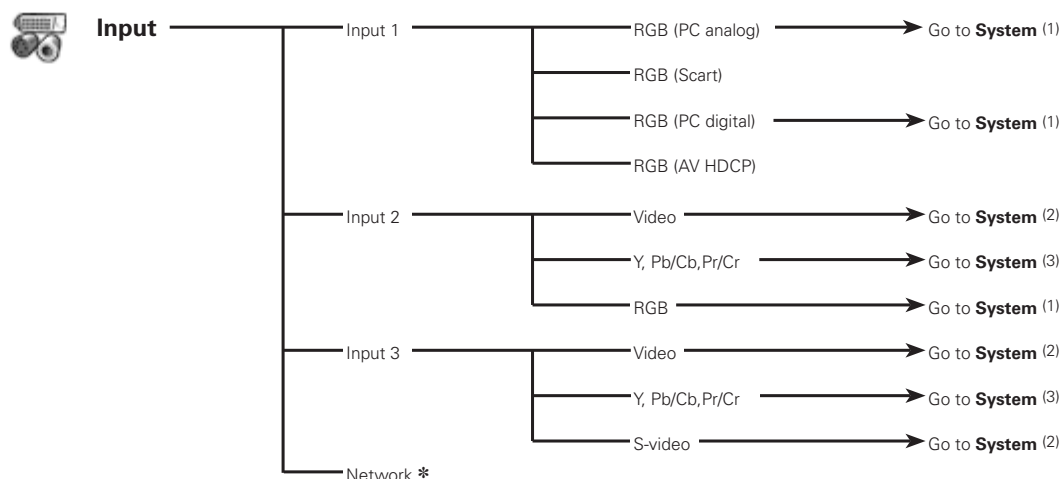 Input Input 1 RGB (PC analog) Go to System (1)
RGB (Scart)
RGB (PC digital) Go to System (1)
RGB (AV HDCP)
Input 2 Video Go to System (2)
Y, Pb/Cb,Pr/Cr Go to System (3)
RGB Go to System (1)
Input 3 Video Go to System (2)
Y, Pb/Cb,Pr/Cr Go to System (3)
S-video Go to System (2)
Network *